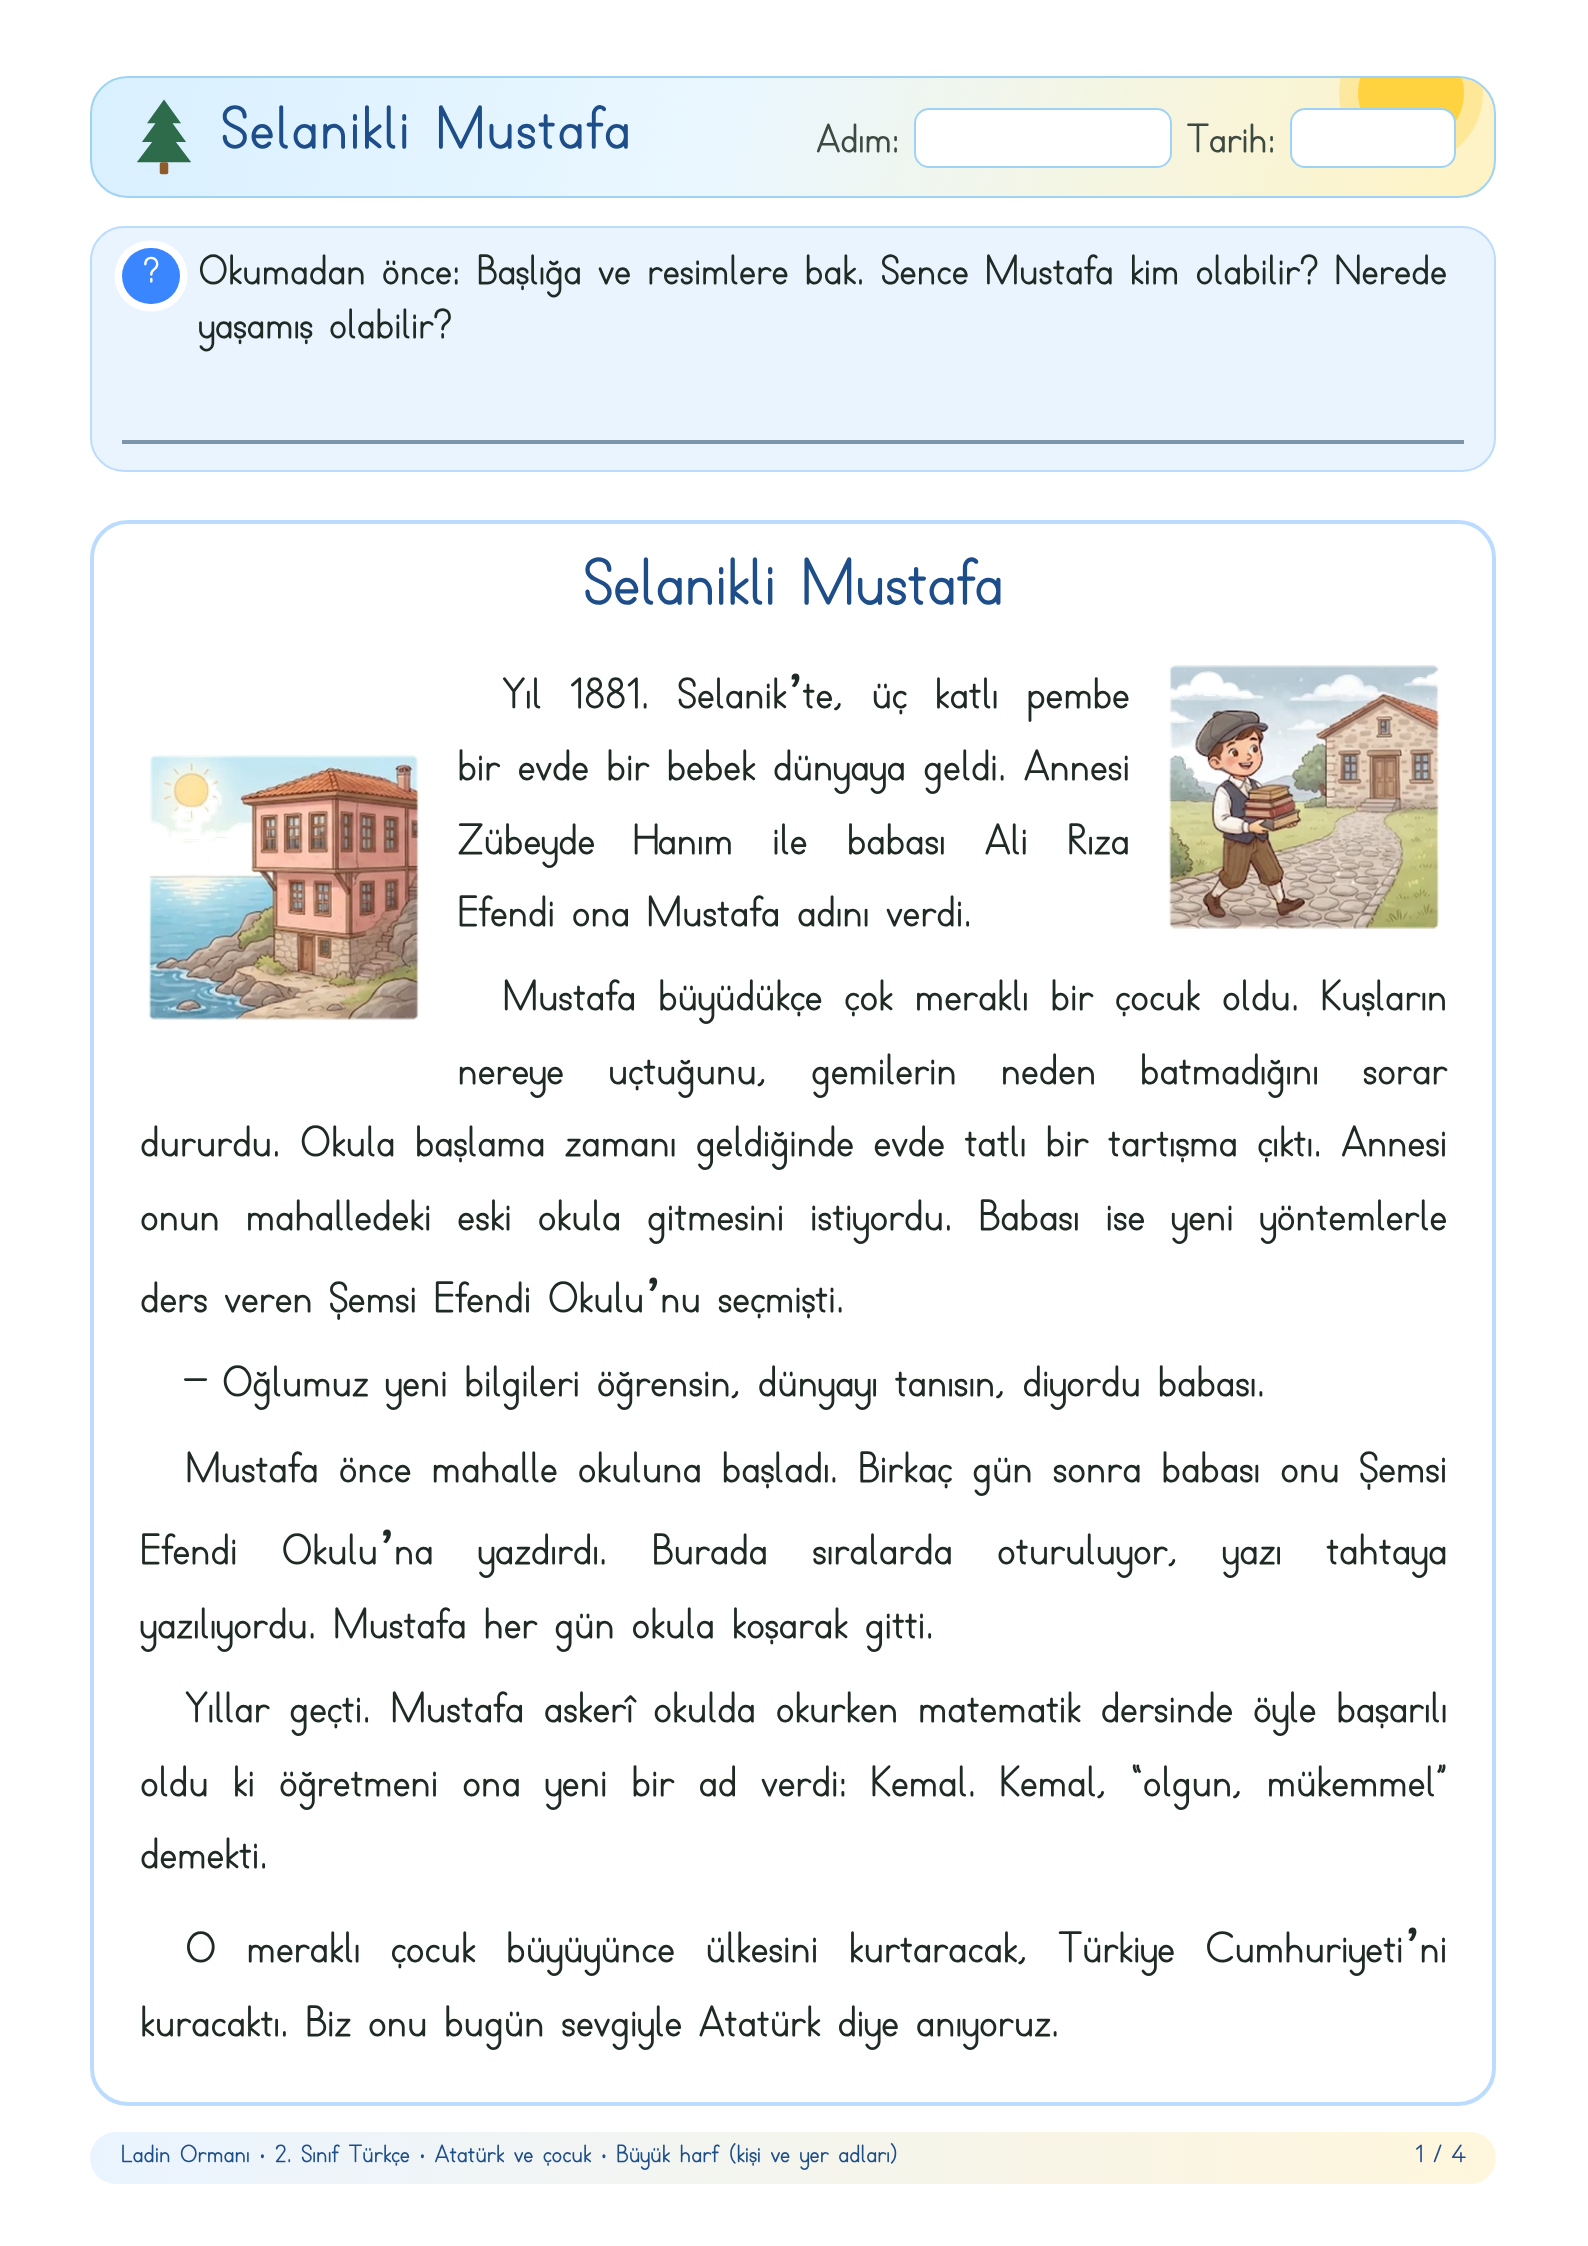 Selanikli Mustafa
Adım:
Tarih:
?
Okumadan önce: Başlığa ve resimlere bak. Sence Mustafa kim olabilir? Nerede
yaşamış olabilir?
Selanikli Mustafa
Yıl 1881. Selanik’te, üç katlı pembe
bir evde bir bebek dünyaya geldi. Annesi
Zübeyde Hanım ile babası Ali Rıza
Efendi ona Mustafa adını verdi.
Mustafa büyüdükçe çok meraklı bir çocuk oldu. Kuşların
nereye uçtuğunu, gemilerin neden batmadığını sorar
dururdu. Okula başlama zamanı geldiğinde evde tatlı bir tartışma çıktı. Annesi
onun mahalledeki eski okula gitmesini istiyordu. Babası ise yeni yöntemlerle
ders veren Şemsi Efendi Okulu’nu seçmişti.
– Oğlumuz yeni bilgileri öğrensin, dünyayı tanısın, diyordu babası.
Mustafa önce mahalle okuluna başladı. Birkaç gün sonra babası onu Şemsi
Efendi Okulu’na yazdırdı. Burada sıralarda oturuluyor, yazı tahtaya
yazılıyordu. Mustafa her gün okula koşarak gitti.
Yıllar geçti. Mustafa askerî okulda okurken matematik dersinde öyle başarılı
oldu ki öğretmeni ona yeni bir ad verdi: Kemal. Kemal, “olgun, mükemmel”
demekti.
O meraklı çocuk büyüyünce ülkesini kurtaracak, Türkiye Cumhuriyeti’ni
kuracaktı. Biz onu bugün sevgiyle Atatürk diye anıyoruz.
Ladin Ormanı • 2. Sınıf Türkçe • Atatürk ve çocuk • Büyük harf (kişi ve yer adları)
1 / 4